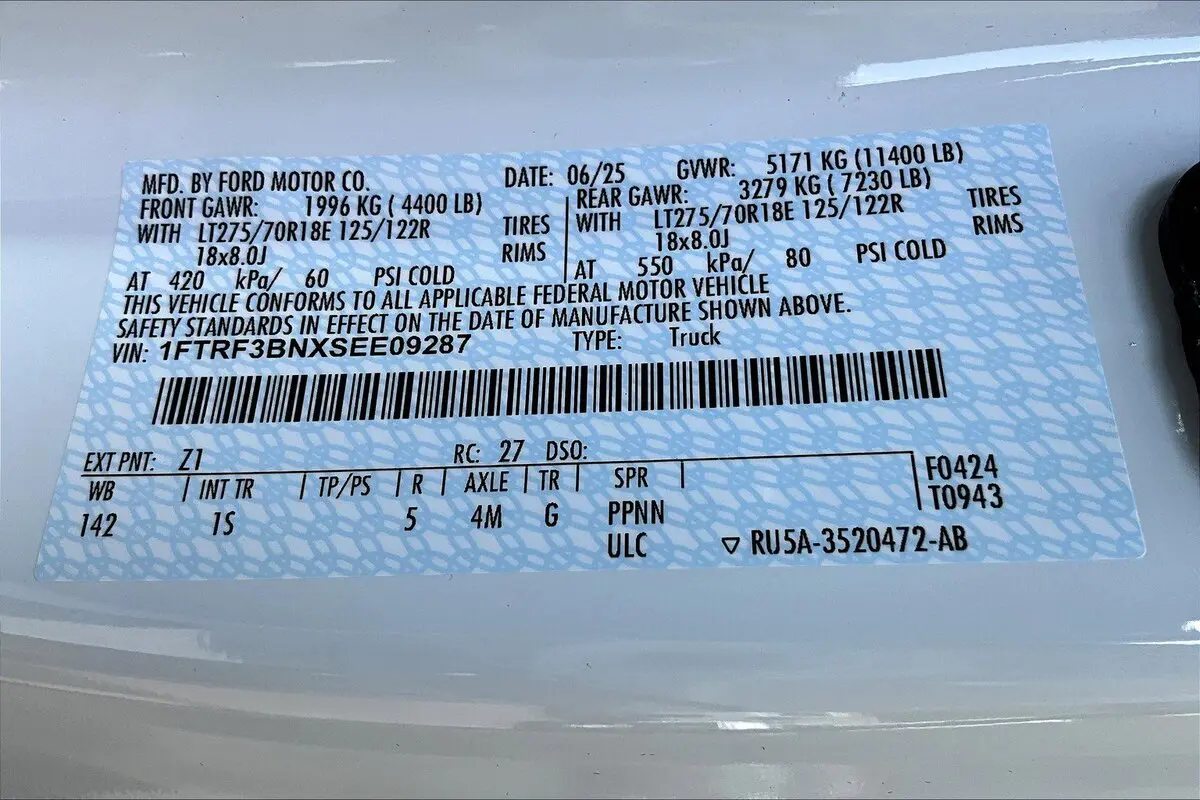 MFD. BY FORD MOTOR CO. DATE: 06/25 GVWR: 5171 KG (11400 LB)
FRONT GAWR: 1996 KG ( 4400 LB) REAR GAWR: 3279 KG ( 7230 LB)
WITH LT275/70R18E 125/122R TIRES WITH LT275/70R18E 125/122R TIRES
18x8.0J RIMS 18x8.0J RIMS
AT 420 kPa/ 60 PSI COLD AT 550 kPa/ 80 PSI COLD
THIS VEHICLE CONFORMS TO ALL APPLICABLE FEDERAL MOTOR VEHICLE
SAFETY STANDARDS IN EFFECT ON THE DATE OF MANUFACTURE SHOWN ABOVE.
VIN: 1FTRF3BNXSEE09287 TYPE: Truck
EXT PNT: Z1 RC: 27 DSO:
WB INT TR TP/PS R AXLE TR SPR F0424
142 1S 5 4M G PPNN T0943
ULC ▽ RU5A-3520472-AB